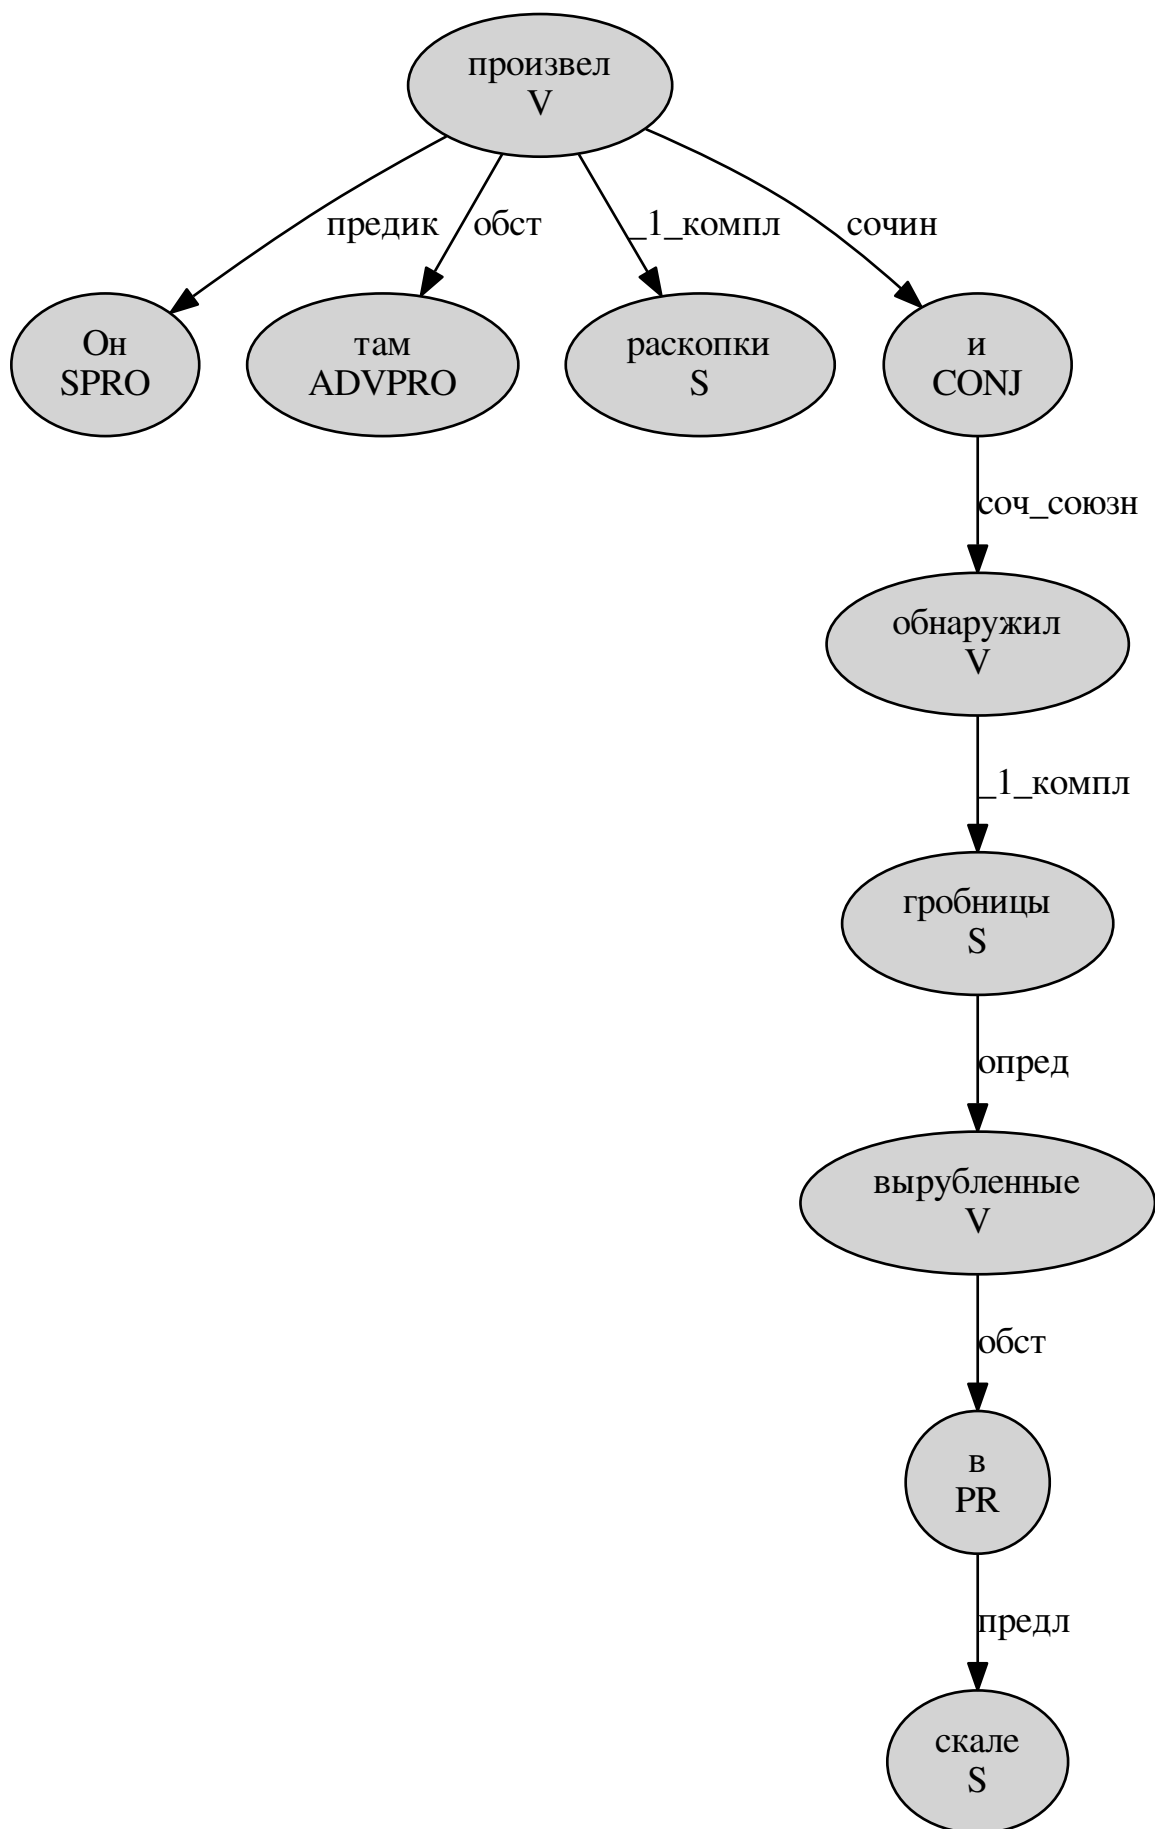 произвел
V
предик
обст
_1_компл
сочин
Он
SPRO
там
ADVPRO
раскопки
S
и
CONJ
соч_союзн
обнаружил
V
_1_компл
гробницы
S
опред
вырубленные
V
обст
в
PR
предл
скале
S